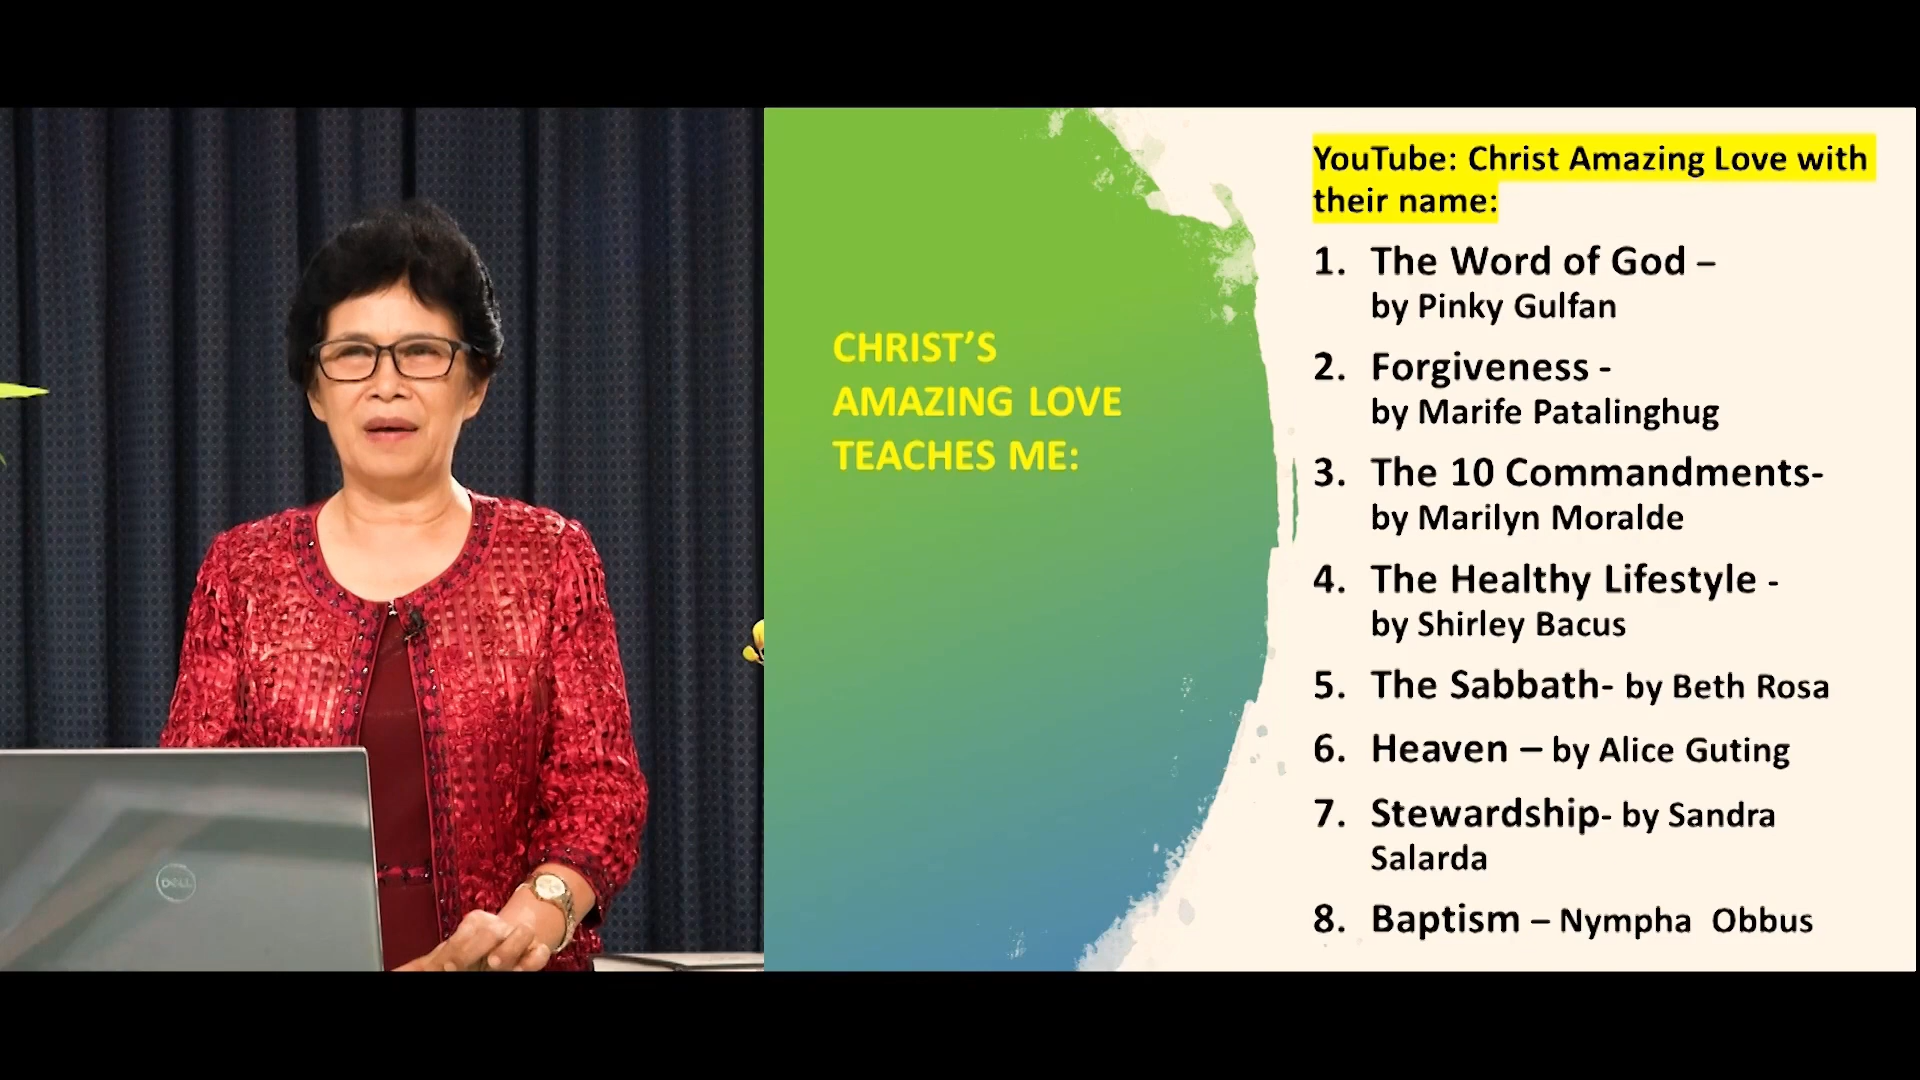 CHRIST’S
AMAZING LOVE
TEACHES ME:
YouTube: Christ Amazing Love with
their name:
1. The Word of God –
by Pinky Gulfan
2. Forgiveness -
by Marife Patalinghug
3. The 10 Commandments-
by Marilyn Moralde
4. The Healthy Lifestyle -
by Shirley Bacus
5. The Sabbath- by Beth Rosa
6. Heaven – by Alice Guting
7. Stewardship- by Sandra
Salarda
8. Baptism – Nympha Obbus
DELL